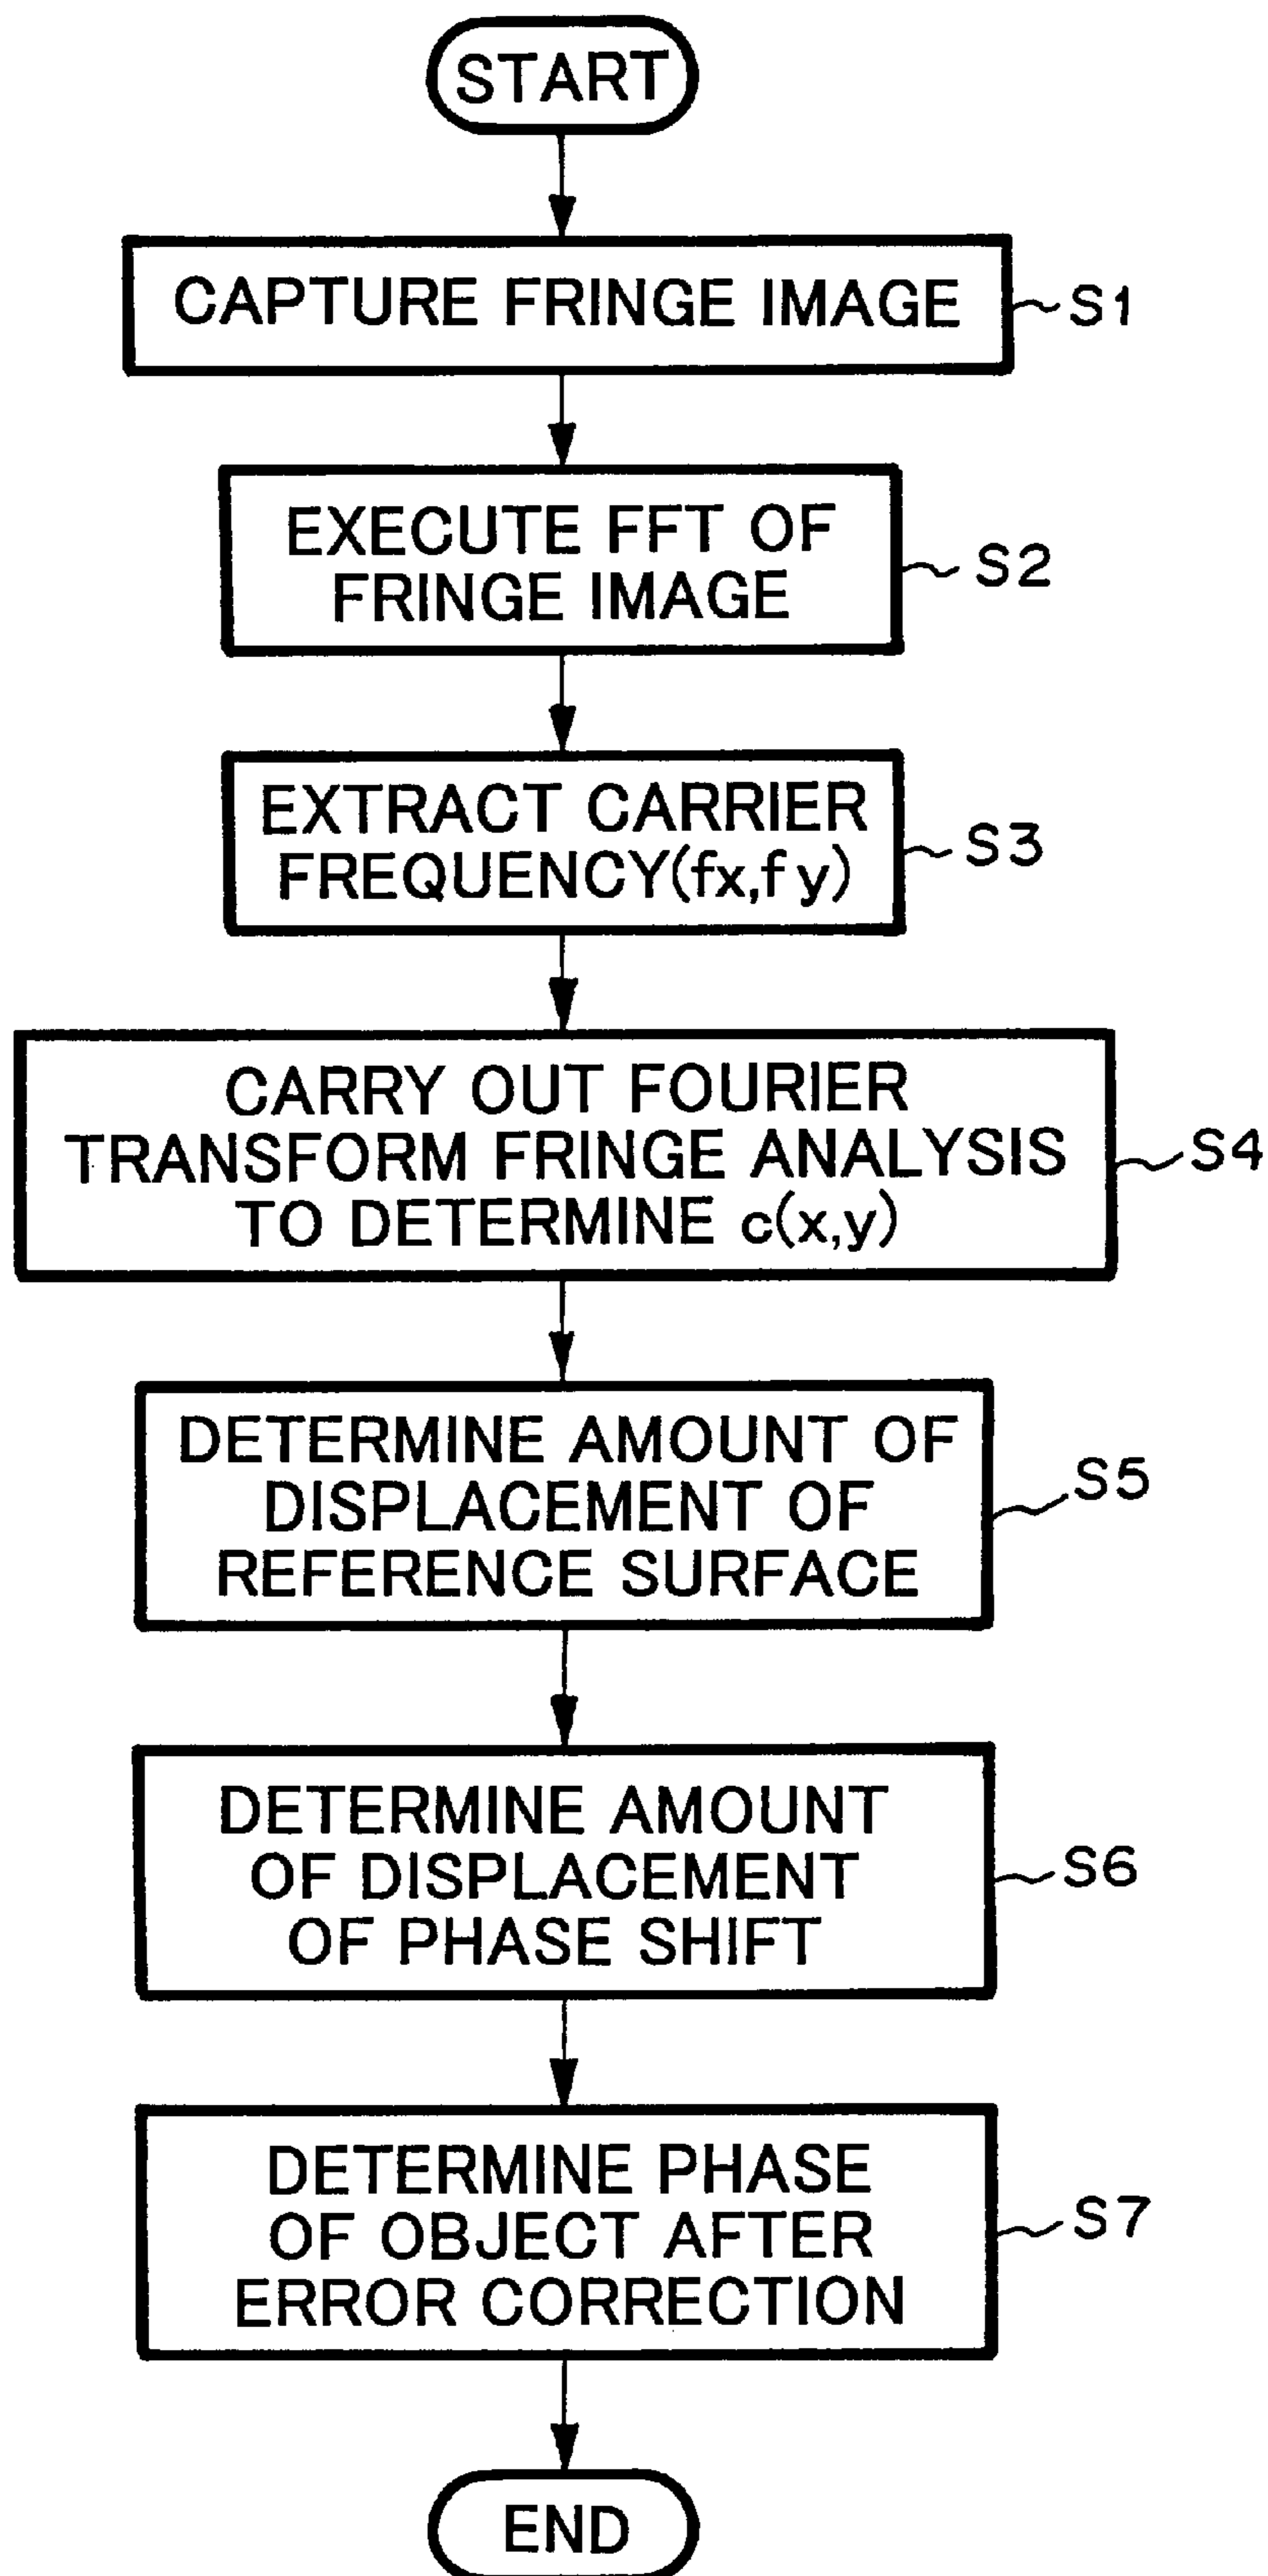 START
CAPTURE FRINGE IMAGE
S1
EXECUTE FFT OF
FRINGE IMAGE
S2
EXTRACT CARRIER
FREQUENCY(fx,fy)
S3
CARRY OUT FOURIER
TRANSFORM FRINGE ANALYSIS
TO DETERMINE c(x,y)
S4
DETERMINE AMOUNT OF
DISPLACEMENT OF
REFERENCE SURFACE
S5
DETERMINE AMOUNT
OF DISPLACEMENT
OF PHASE SHIFT
S6
DETERMINE PHASE
OF OBJECT AFTER
ERROR CORRECTION
S7
END